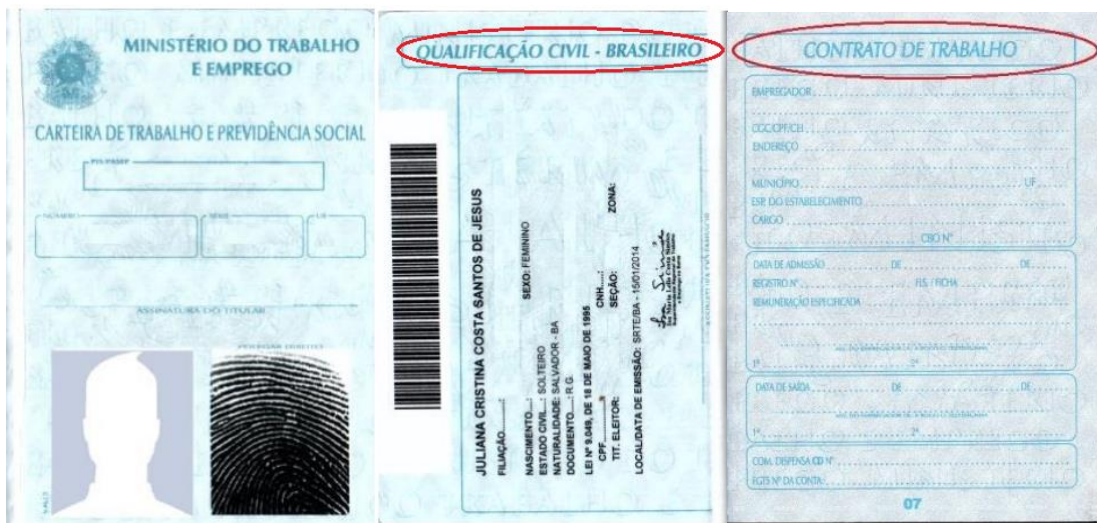 MINISTÉRIO DO TRABALHO
E EMPREGO
CARTEIRA DE TRABALHO E PREVIDÊNCIA SOCIAL
PIS/PASEP
NÚMERO SÉRIE UF
ASSINATURA DO TITULAR
POLEGAR DIREITO
QUALIFICAÇÃO CIVIL - BRASILEIRO
JULIANA CRISTINA COSTA SANTOS DE JESUS
FILIAÇÃO........:
NASCIMENTO......: SEXO: FEMININO
ESTADO CIVIL....: SOLTEIRO
NATURALIDADE: SALVADOR - BA
DOCUMENTO.....: R.G.
LEI Nº 9.049, DE 18 DE MAIO DE 1995
CPF............: CNH.....:
TIT. ELEITOR: SEÇÃO: ZONA:
LOCAL/DATA DE EMISSÃO: SRTE/BA - 15/01/2014
CONTRATO DE TRABALHO
EMPREGADOR
CGC/CPF/CEI
ENDEREÇO
MUNICÍPIO UF
ESP. DO ESTABELECIMENTO
CARGO
CBO Nº
DATA DE ADMISSÃO DE DE
REGISTRO Nº FLS. / FICHA
REMUNERAÇÃO ESPECIFICADA
1ª 2ª
DATA DE SAÍDA DE DE
1ª 2ª
COM. DISPENSA CD Nº
FGTS Nº DA CONTA
07